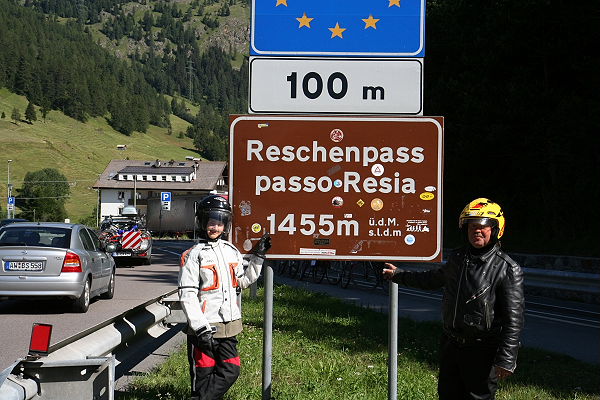 100 m
Reschenpass
passo Resia
1455m
ü.d.M.
s.l.d.m
P